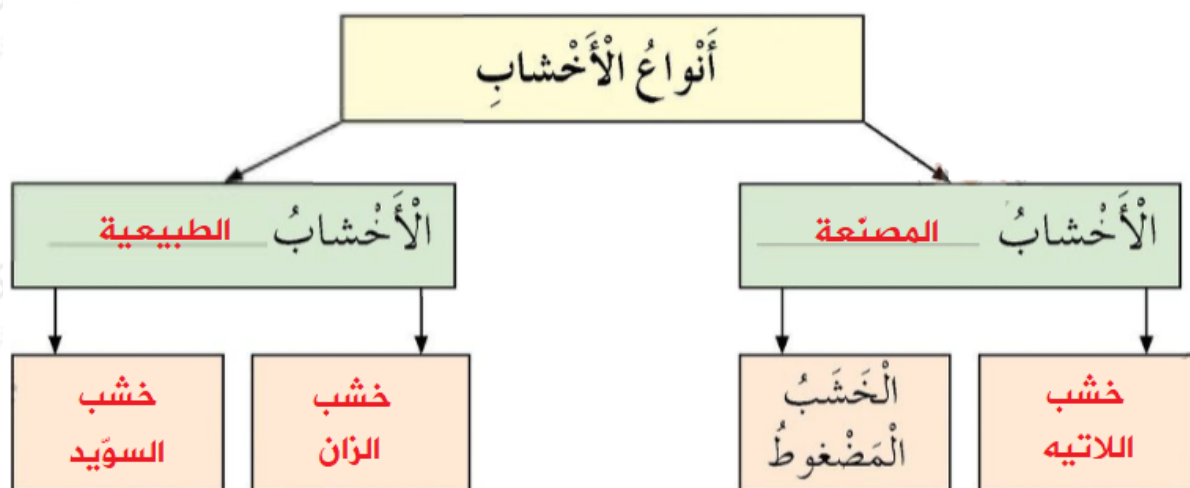 أَنْواعُ الْأَخْشابِ
الْأَخْشابُ المصنّعة
الْأَخْشابُ الطبيعية
خشب
اللاتيه
الْخَشَبُ
الْمَضْغوطُ
خشب
الزان
خشب
السوّيد